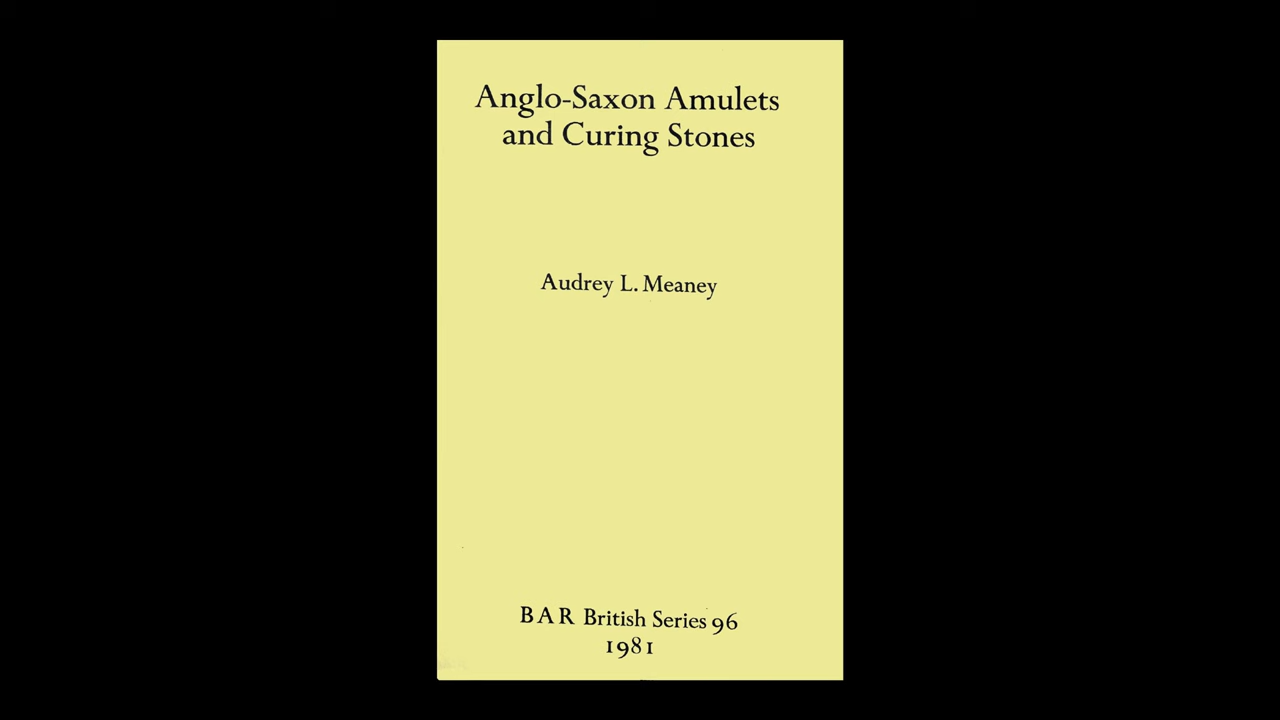 Anglo-Saxon Amulets
and Curing Stones
Audrey L. Meaney
BAR British Series 96
1981